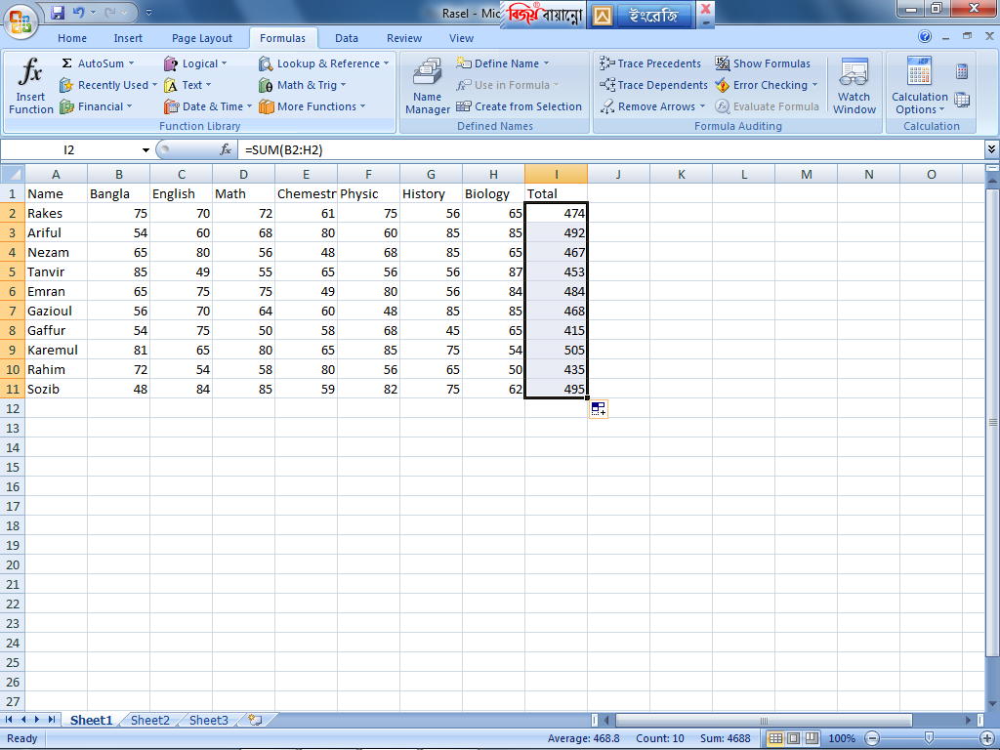 Rasel - Mic বিজয়® বায়ান্নো ইংরেজি
Home Insert Page Layout Formulas Data Review View
Insert Function
Σ AutoSum
Recently Used
Financial
Logical
Text
Date & Time
Lookup & Reference
Math & Trig
More Functions
Function Library
Name Manager
Define Name
Use in Formula
Create from Selection
Defined Names
Trace Precedents
Trace Dependents
Remove Arrows
Show Formulas
Error Checking
Evaluate Formula
Formula Auditing
Watch Window
Calculation Options
Calculation
I2 fx =SUM(B2:H2)
A B C D E F G H I J K L M N O
1 Name Bangla English Math Chemestr Physic History Biology Total
2 Rakes 75 70 72 61 75 56 65 474
3 Ariful 54 60 68 80 60 85 85 492
4 Nezam 65 80 56 48 68 85 65 467
5 Tanvir 85 49 55 65 56 56 87 453
6 Emran 65 75 75 49 80 56 84 484
7 Gazioul 56 70 64 60 48 85 85 468
8 Gaffur 54 75 50 58 68 45 65 415
9 Karemul 81 65 80 65 85 75 54 505
10 Rahim 72 54 58 80 56 65 50 435
11 Sozib 48 84 85 59 82 75 62 495
12
13
14
15
16
17
18
19
20
21
22
23
24
25
26
27
Sheet1 Sheet2 Sheet3
Ready Average: 468.8 Count: 10 Sum: 4688 100%